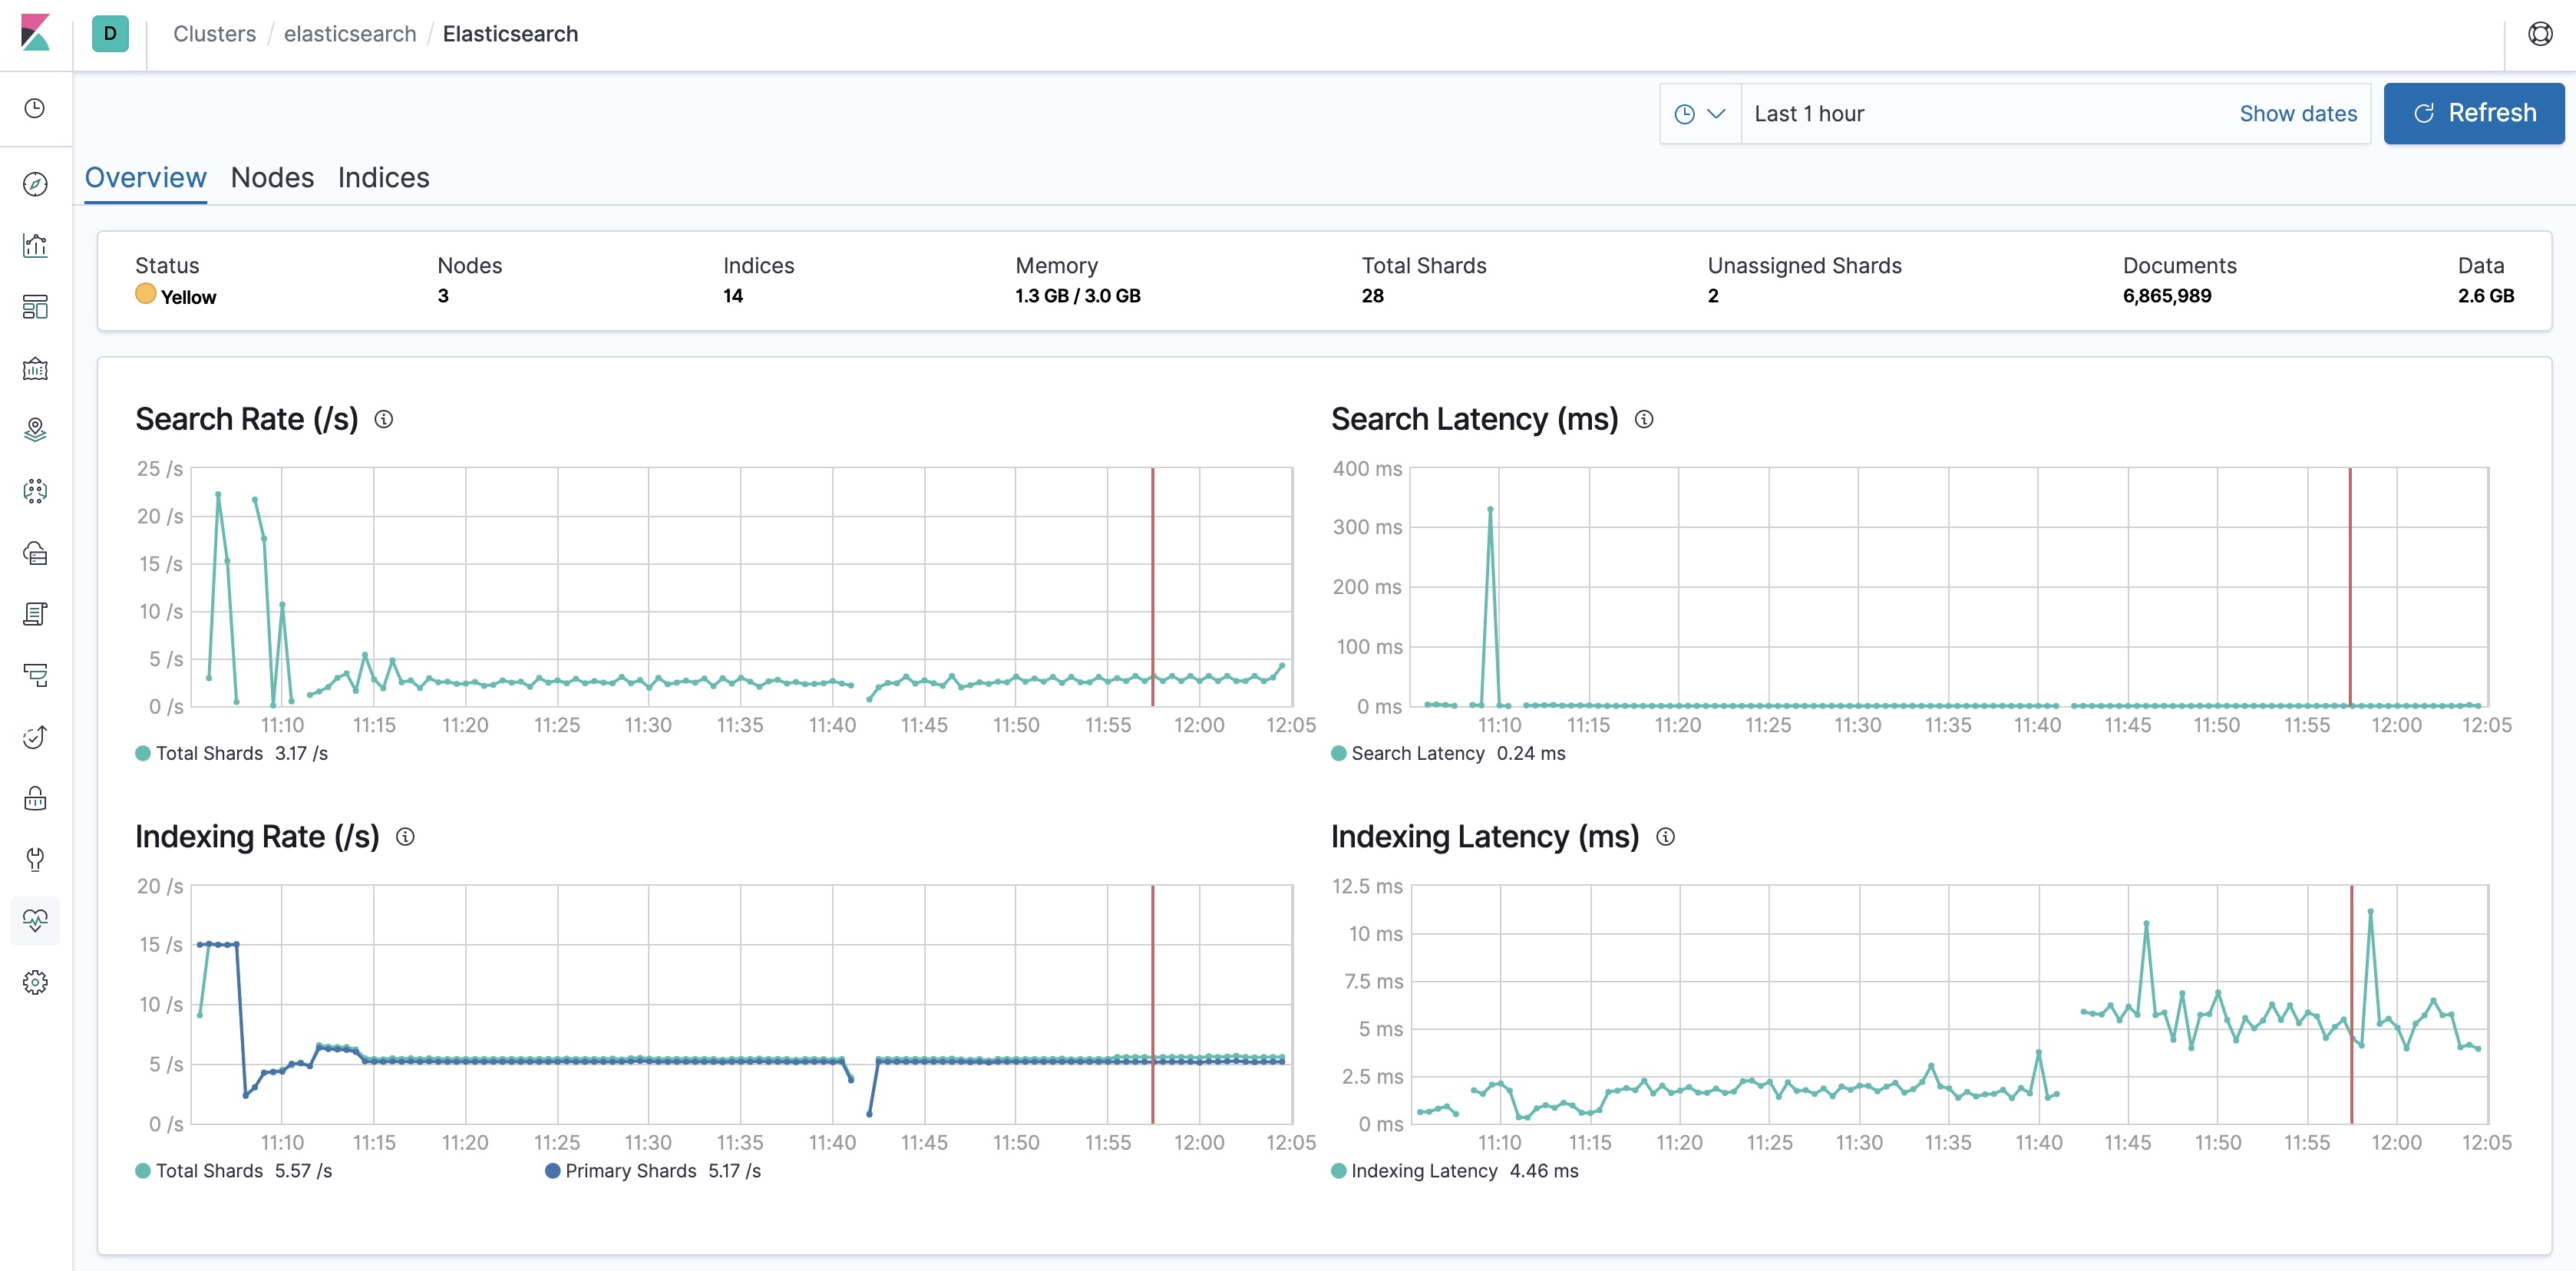 D Clusters / elasticsearch / Elasticsearch
Last 1 hour Show dates Refresh
Overview Nodes Indices
Status Nodes Indices Memory Total Shards Unassigned Shards Documents Data
Yellow 3 14 1.3 GB / 3.0 GB 28 2 6,865,989 2.6 GB
Search Rate (/s)
25 /s
20 /s
15 /s
10 /s
5 /s
0 /s
11:10 11:15 11:20 11:25 11:30 11:35 11:40 11:45 11:50 11:55 12:00 12:05
Total Shards 3.17 /s
Search Latency (ms)
400 ms
300 ms
200 ms
100 ms
0 ms
11:10 11:15 11:20 11:25 11:30 11:35 11:40 11:45 11:50 11:55 12:00 12:05
Search Latency 0.24 ms
Indexing Rate (/s)
20 /s
15 /s
10 /s
5 /s
0 /s
11:10 11:15 11:20 11:25 11:30 11:35 11:40 11:45 11:50 11:55 12:00 12:05
Total Shards 5.57 /s Primary Shards 5.17 /s
Indexing Latency (ms)
12.5 ms
10 ms
7.5 ms
5 ms
2.5 ms
0 ms
11:10 11:15 11:20 11:25 11:30 11:35 11:40 11:45 11:50 11:55 12:00 12:05
Indexing Latency 4.46 ms